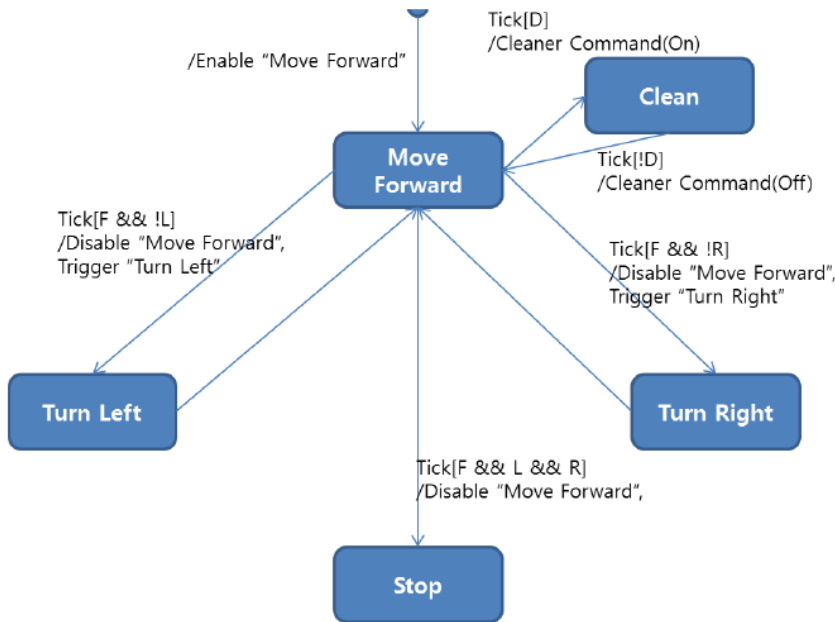 Tick[D]
/Cleaner Command(On)
/Enable “Move Forward”
Clean
Move
Forward
Tick[!D]
/Cleaner Command(Off)
Tick[F && !L]
/Disable “Move Forward”,
Trigger “Turn Left”
Tick[F && !R]
/Disable “Move Forward”,
Trigger “Turn Right”
Turn Left
Turn Right
Tick[F && L && R]
/Disable “Move Forward”,
Stop